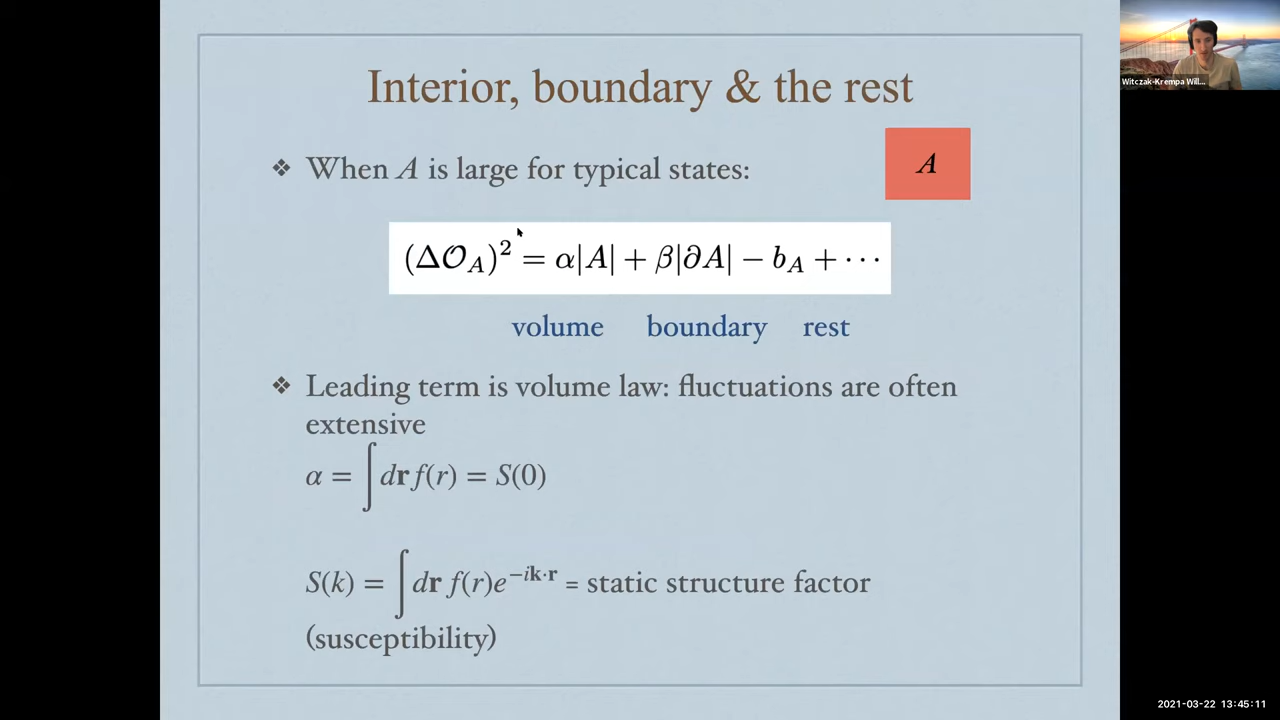 Interior, boundary & the rest
❖ When A is large for typical states:
A
(Δ𝒪_A)² = α|A| + β|∂A| − b_A + ⋯
volume boundary rest
❖ Leading term is volume law: fluctuations are often
extensive
α = ∫ d𝐫 f(r) = S(0)
S(k) = ∫ d𝐫 f(r)e^{−i𝐤·𝐫} = static structure factor
(susceptibility)
Witczak-Krempa Will...
2021-03-22 13:45:11